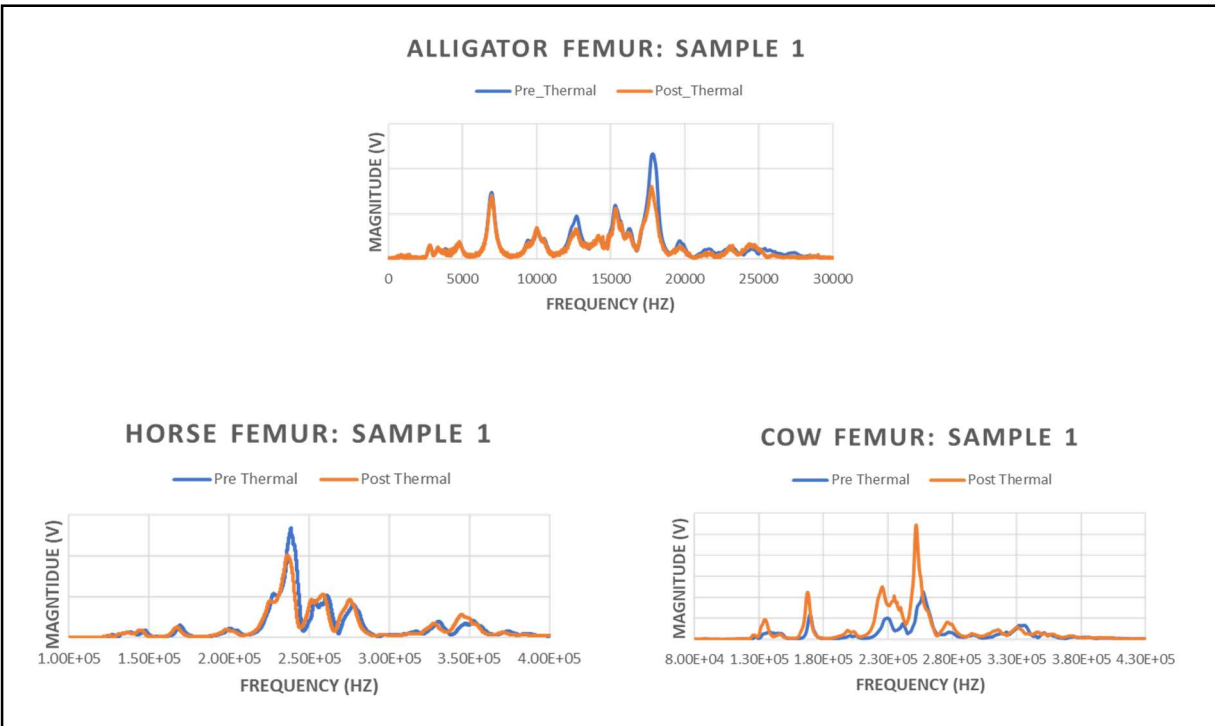 ALLIGATOR FEMUR: SAMPLE 1
Pre_Thermal Post_Thermal
MAGNITUDE (V)
0 5000 10000 15000 20000 25000 30000
FREQUENCY (HZ)
HORSE FEMUR: SAMPLE 1
Pre Thermal Post Thermal
MAGNTIDUE (V)
1.00E+05 1.50E+05 2.00E+05 2.50E+05 3.00E+05 3.50E+05 4.00E+05
FREQUENCY (HZ)
COW FEMUR: SAMPLE 1
Pre Thermal Post Thermal
MAGNITUDE (V)
8.00E+04 1.30E+05 1.80E+05 2.30E+05 2.80E+05 3.30E+05 3.80E+05 4.30E+05
FREQUENCY (HZ)